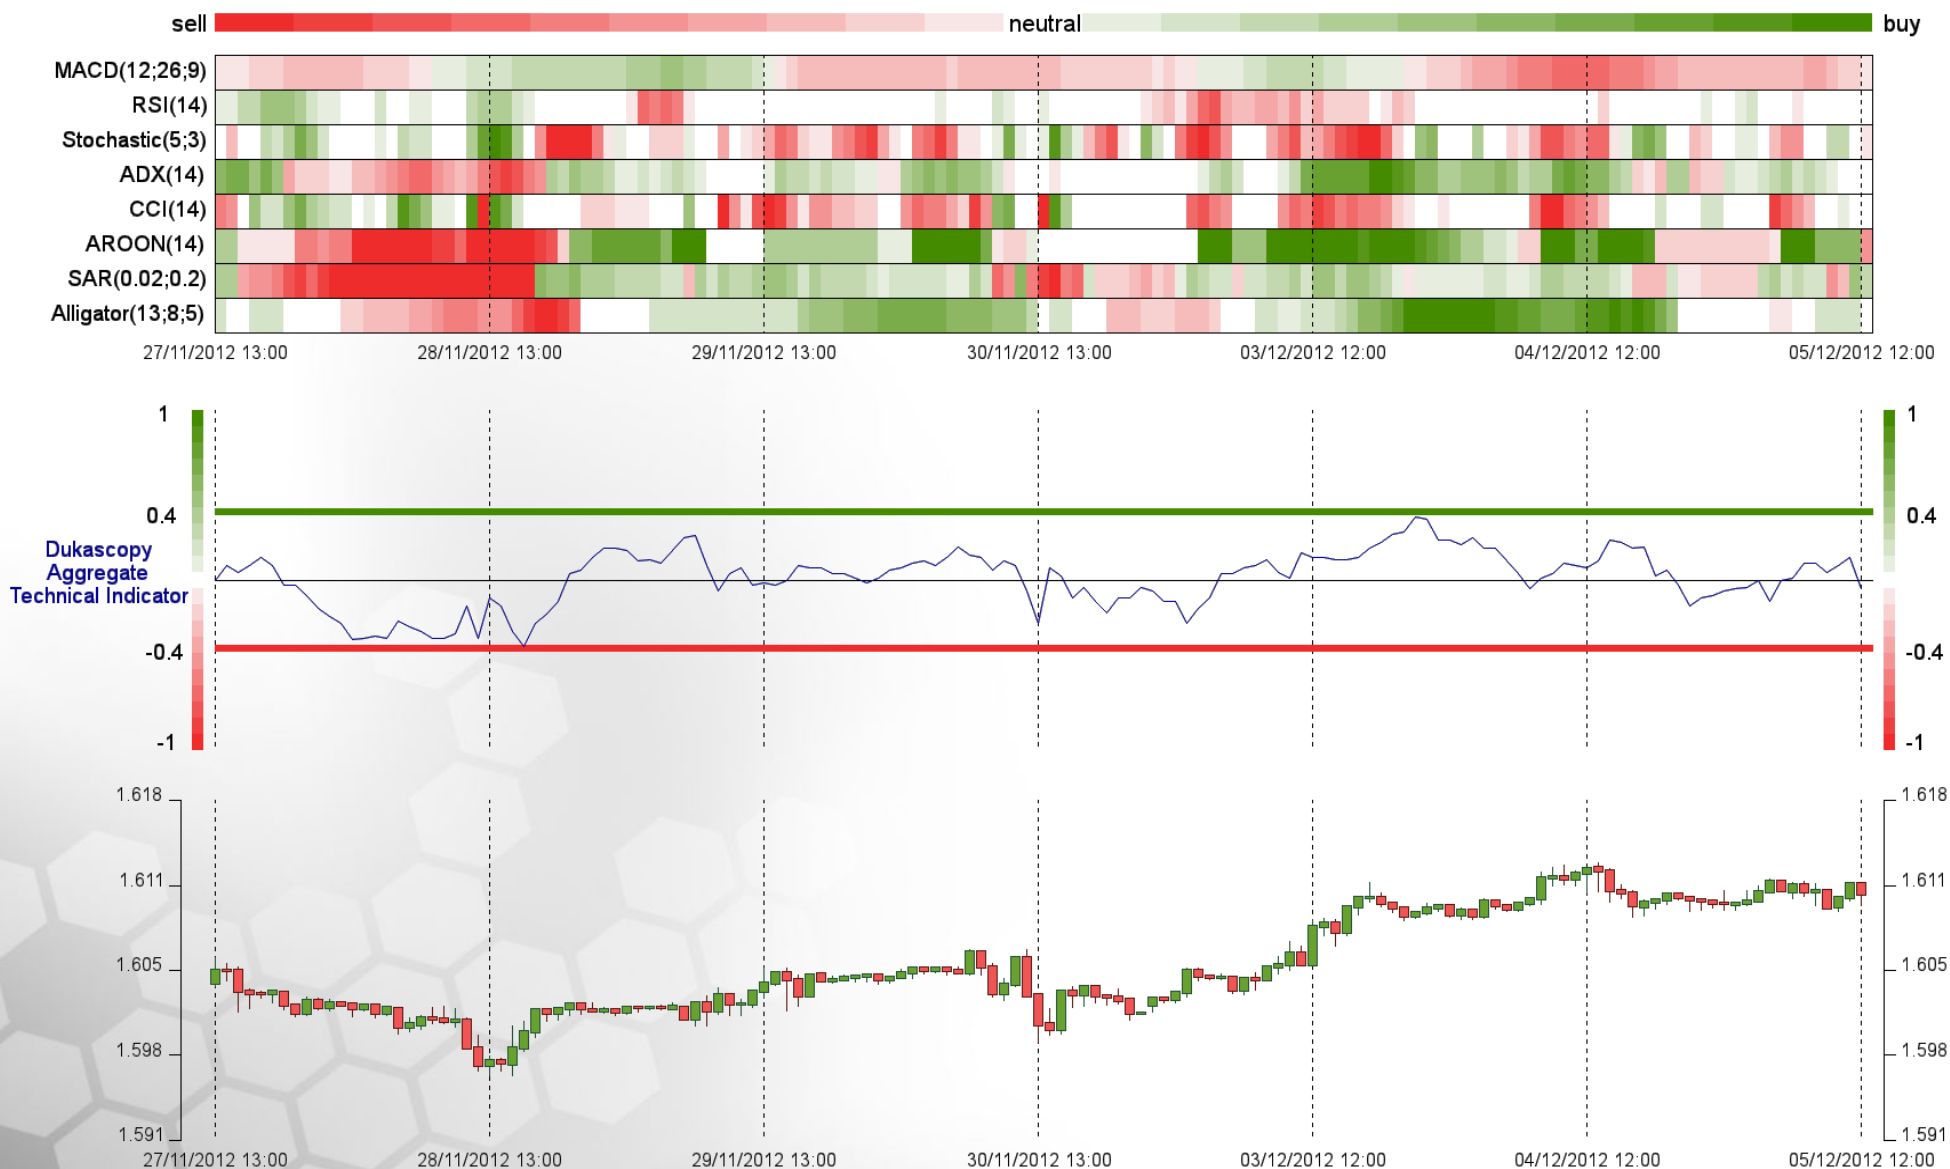 sell neutral buy
MACD(12;26;9)
RSI(14)
Stochastic(5;3)
ADX(14)
CCI(14)
AROON(14)
SAR(0.02;0.2)
Alligator(13;8;5)
27/11/2012 13:00 28/11/2012 13:00 29/11/2012 13:00 30/11/2012 13:00 03/12/2012 12:00 04/12/2012 12:00 05/12/2012 12:00
1 1
0.4 0.4
Dukascopy
Aggregate
Technical Indicator
-0.4 -0.4
-1 -1
1.618 1.618
1.611 1.611
1.605 1.605
1.598 1.598
1.591 1.591
27/11/2012 13:00 28/11/2012 13:00 29/11/2012 13:00 30/11/2012 13:00 03/12/2012 12:00 04/12/2012 12:00 05/12/2012 12:00